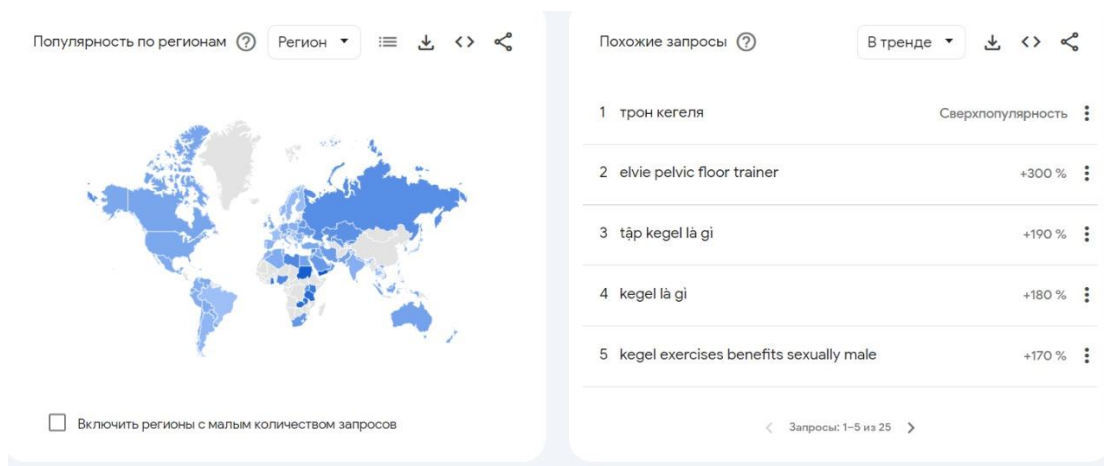 Популярность по регионам
Регион
Похожие запросы
В тренде
1 трон кегеля Сверхпопулярность
2 elvie pelvic floor trainer +300 %
3 tập kegel là gì +190 %
4 kegel là gì +180 %
5 kegel exercises benefits sexually male +170 %
Включить регионы с малым количеством запросов
Запросы: 1–5 из 25